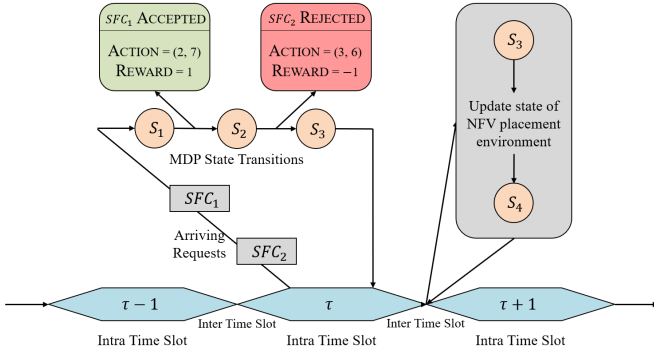 SFC₁ ACCEPTED
ACTION = (2, 7)
REWARD = 1
SFC₂ REJECTED
ACTION = (3, 6)
REWARD = −1
S₃
Update state of
NFV placement
environment
S₄
S₁
S₂
S₃
MDP State Transitions
SFC₁
Arriving
Requests
SFC₂
τ − 1
τ
τ + 1
Inter Time Slot
Inter Time Slot
Intra Time Slot
Intra Time Slot
Intra Time Slot